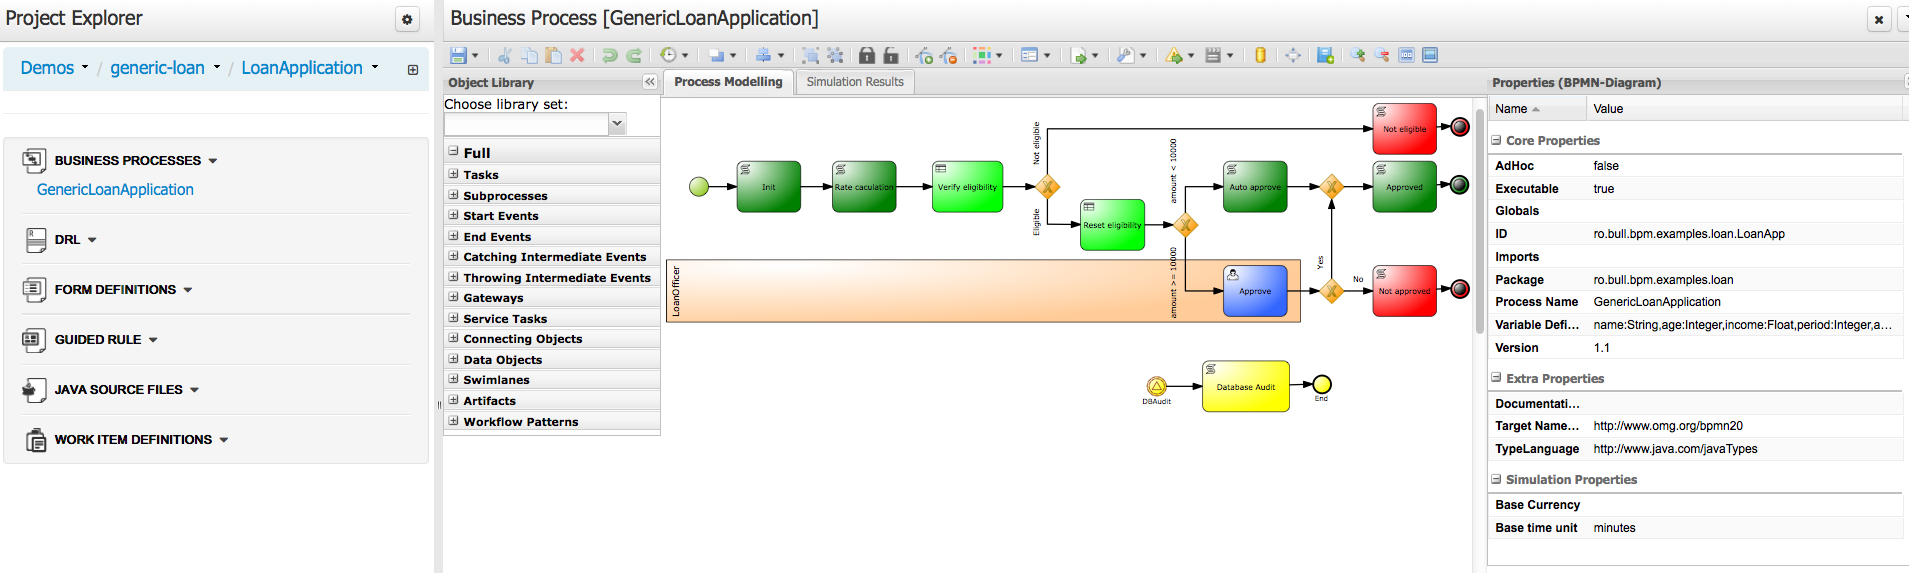 Project Explorer
Demos / generic-loan / LoanApplication
BUSINESS PROCESSES
GenericLoanApplication
DRL
FORM DEFINITIONS
GUIDED RULE
JAVA SOURCE FILES
WORK ITEM DEFINITIONS
Business Process [GenericLoanApplication]
Object Library
Choose library set:
Full
Tasks
Subprocesses
Start Events
End Events
Catching Intermediate Events
Throwing Intermediate Events
Gateways
Service Tasks
Connecting Objects
Data Objects
Swimlanes
Artifacts
Workflow Patterns
Process Modelling
Simulation Results
Init
Rate caculation
Verify eligibility
Not eligible
Eligible
Reset eligibility
amount < 10000
amount >= 10000
Not eligible
Auto approve
Approved
LoanOfficer
Approve
Yes
No
Not approved
DBAudit
Database Audit
End
Properties (BPMN-Diagram)
Name Value
Core Properties
AdHoc false
Executable true
Globals
ID ro.bull.bpm.examples.loan.LoanApp
Imports
Package ro.bull.bpm.examples.loan
Process Name GenericLoanApplication
Variable Defi... name:String,age:Integer,income:Float,period:Integer,a...
Version 1.1
Extra Properties
Documentati...
Target Name... http://www.omg.org/bpmn20
TypeLanguage http://www.java.com/javaTypes
Simulation Properties
Base Currency
Base time unit minutes